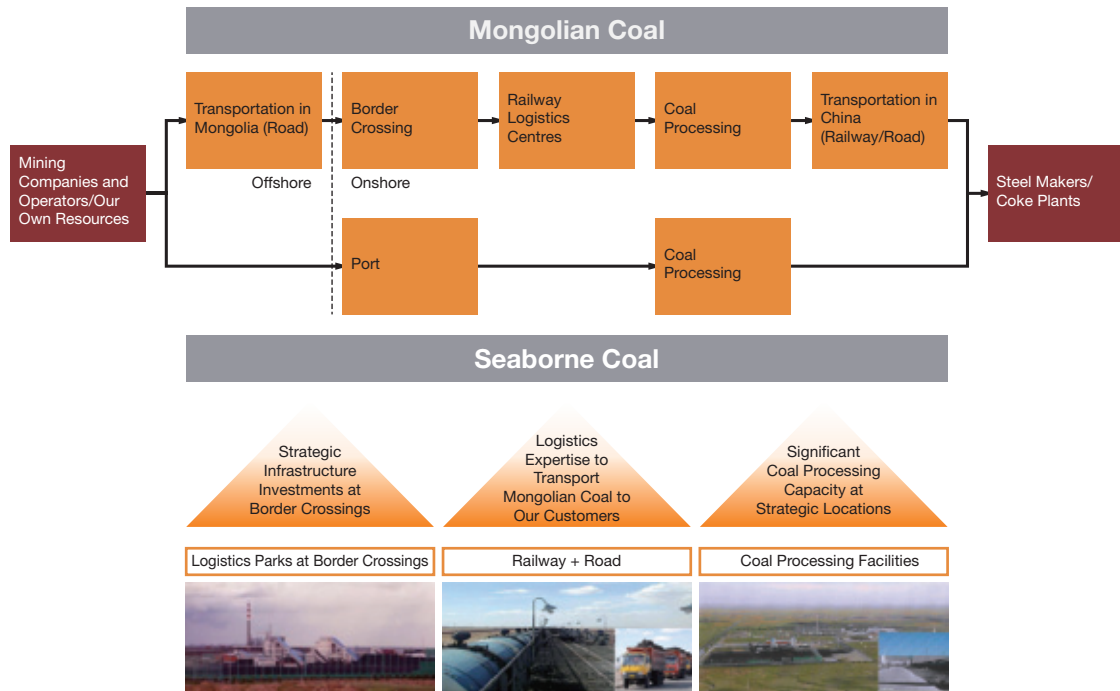 Mongolian Coal
Mining
Companies and
Operators/Our
Own Resources
Transportation in
Mongolia (Road)
Border
Crossing
Railway
Logistics
Centres
Coal
Processing
Transportation in
China
(Railway/Road)
Offshore
Onshore
Steel Makers/
Coke Plants
Port
Coal
Processing
Seaborne Coal
Strategic
Infrastructure
Investments at
Border Crossings
Logistics
Expertise to
Transport
Mongolian Coal to
Our Customers
Significant
Coal Processing
Capacity at
Strategic Locations
Logistics Parks at Border Crossings
Railway + Road
Coal Processing Facilities